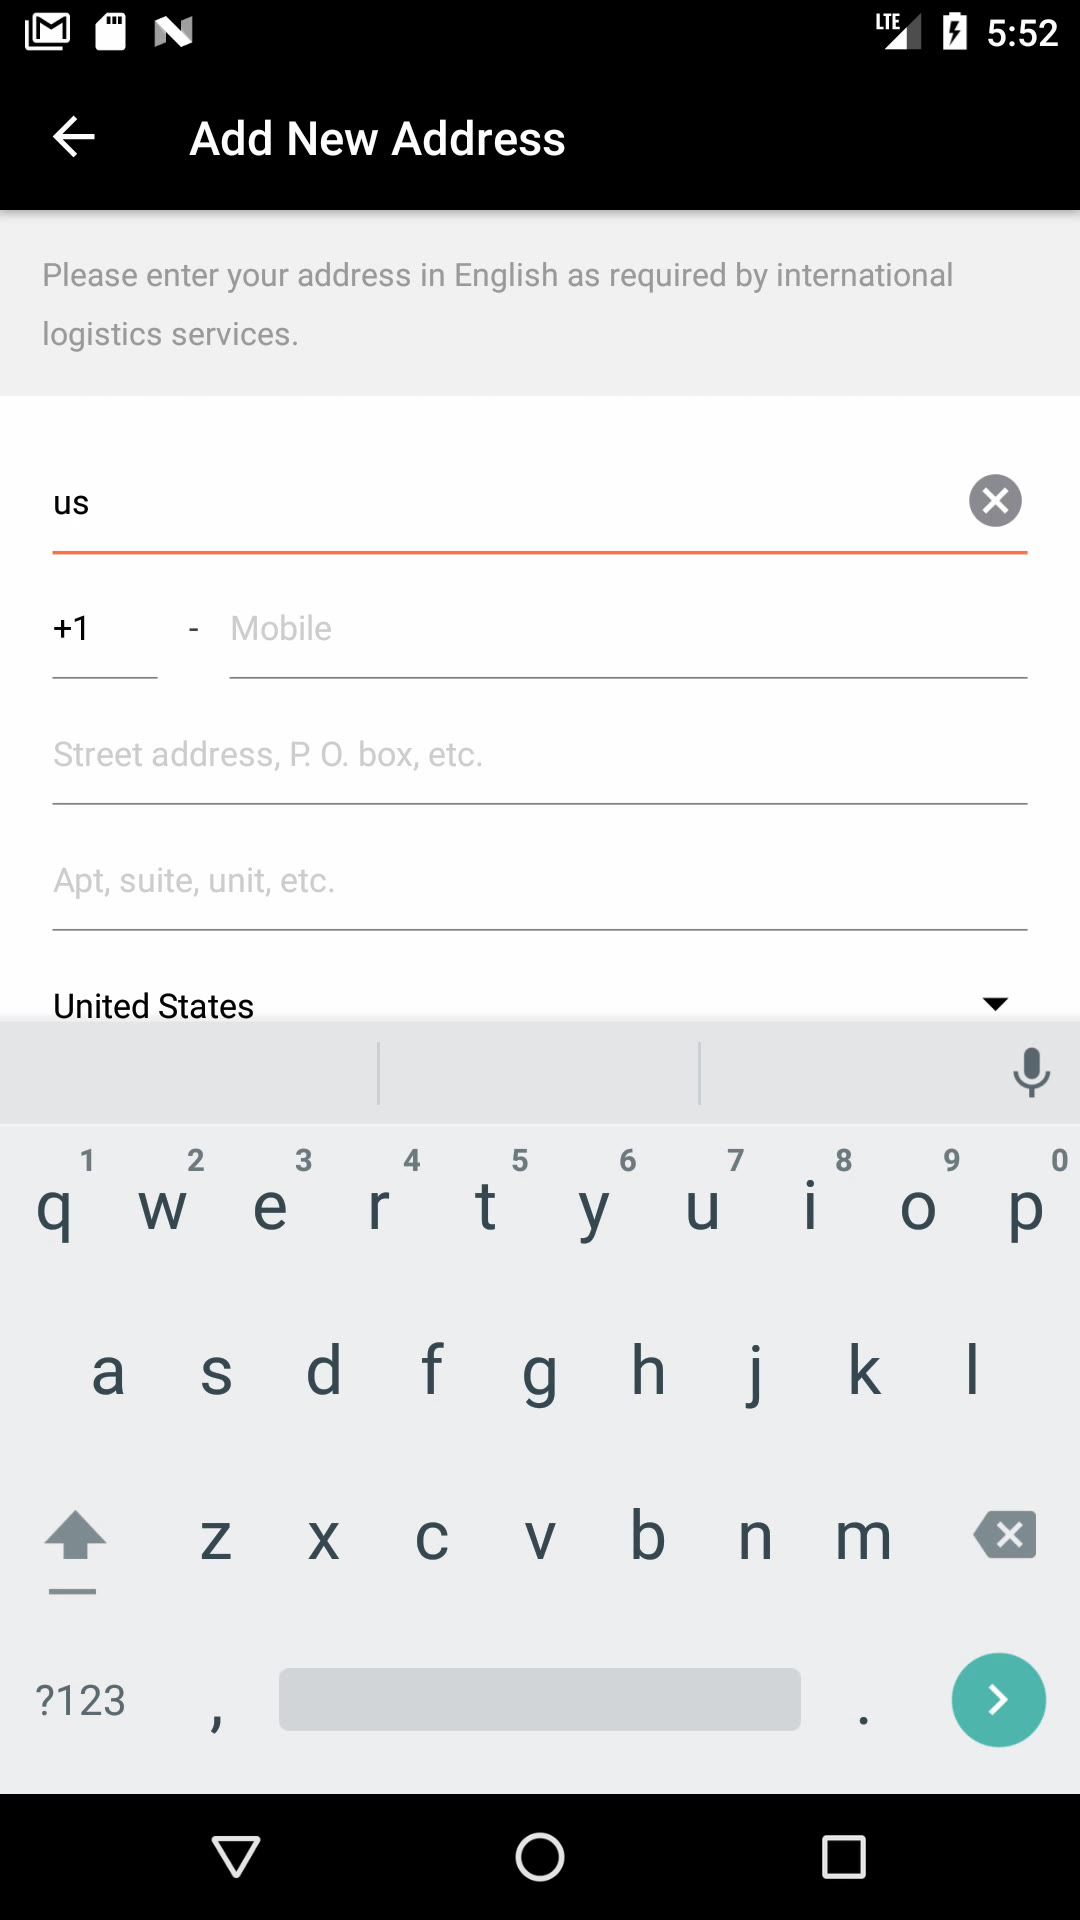 LTE 5:52
Add New Address
Please enter your address in English as required by international
logistics services.
us
+1 - Mobile
Street address, P. O. box, etc.
Apt, suite, unit, etc.
United States
1 2 3 4 5 6 7 8 9 0
q w e r t y u i o p
a s d f g h j k l
z x c v b n m
?123 , .